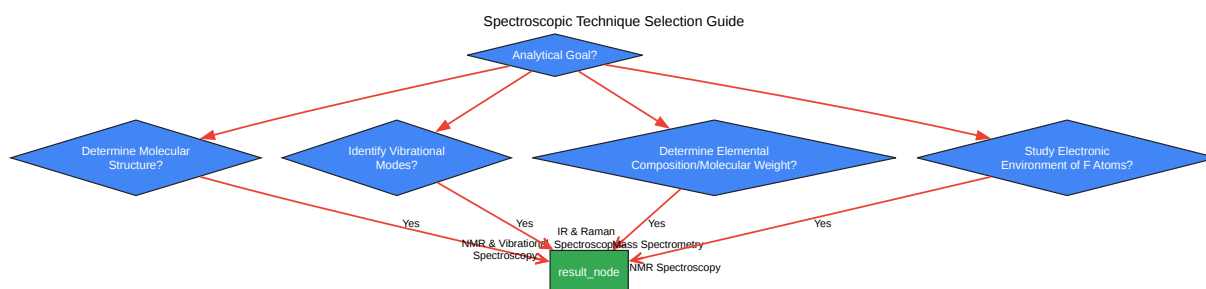 Spectroscopic Technique Selection Guide
Analytical Goal?
Determine Molecular
Structure?
Identify Vibrational
Modes?
Determine Elemental
Composition/Molecular Weight?
Study Electronic
Environment of F Atoms?
Yes
Yes
Yes
Yes
NMR & Vibrational
Spectroscopy
IR & Raman
Spectroscopy
Mass Spectrometry
NMR Spectroscopy
result_node